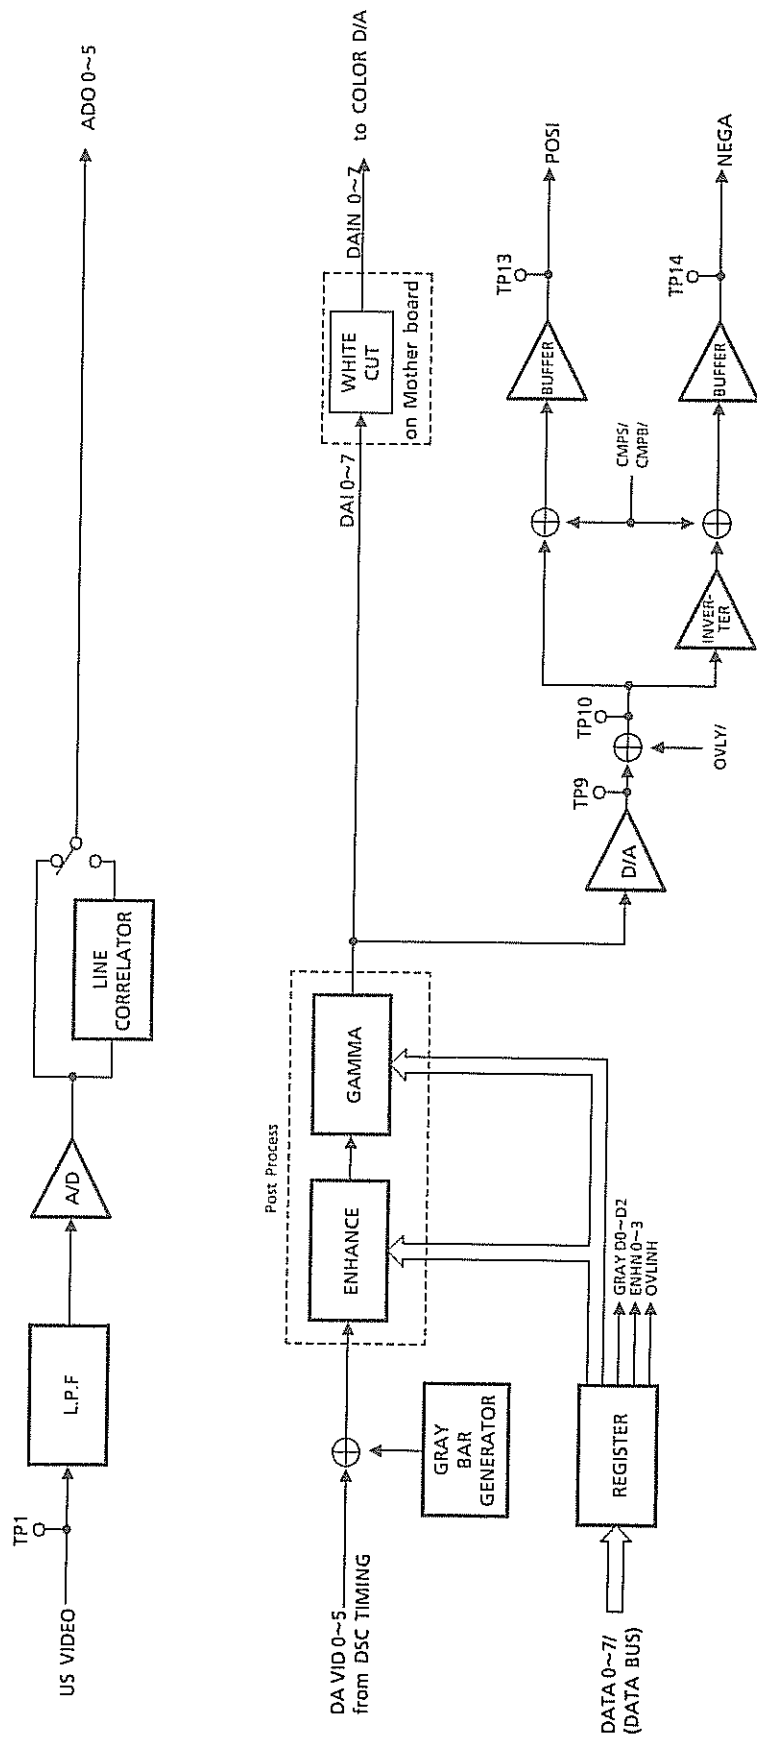 US VIDEO
TP1
L.P.F
A/D
LINE
CORRELATOR
ADO 0~5
DA VID 0~5
from DSC TIMING
GRAY
BAR
GENERATOR
Post Process
ENHANCE
GAMMA
DAI 0~7
WHITE
CUT
on Mother board
DAIN 0~7
to COLOR D/A
DATA 0~7/
(DATA BUS)
REGISTER
GRAY D0~D2
ENHN 0~3
OVLINH
D/A
TP9
TP10
OVLY/
INVER-
TER
CMPS/
CMPB/
BUFFER
TP13
POSI
BUFFER
TP14
NEGA